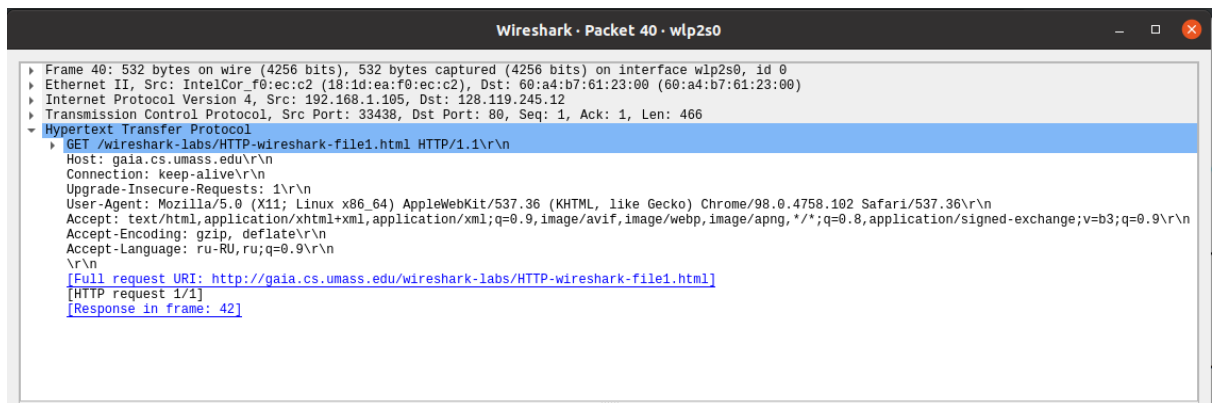 Wireshark · Packet 40 · wlp2s0
Frame 40: 532 bytes on wire (4256 bits), 532 bytes captured (4256 bits) on interface wlp2s0, id 0
Ethernet II, Src: IntelCor_f0:ec:c2 (18:1d:ea:f0:ec:c2), Dst: 60:a4:b7:61:23:00 (60:a4:b7:61:23:00)
Internet Protocol Version 4, Src: 192.168.1.105, Dst: 128.119.245.12
Transmission Control Protocol, Src Port: 33438, Dst Port: 80, Seq: 1, Ack: 1, Len: 466
Hypertext Transfer Protocol
GET /wireshark-labs/HTTP-wireshark-file1.html HTTP/1.1\r\n
Host: gaia.cs.umass.edu\r\n
Connection: keep-alive\r\n
Upgrade-Insecure-Requests: 1\r\n
User-Agent: Mozilla/5.0 (X11; Linux x86_64) AppleWebKit/537.36 (KHTML, like Gecko) Chrome/98.0.4758.102 Safari/537.36\r\n
Accept: text/html,application/xhtml+xml,application/xml;q=0.9,image/avif,image/webp,image/apng,*/*;q=0.8,application/signed-exchange;v=b3;q=0.9\r\n
Accept-Encoding: gzip, deflate\r\n
Accept-Language: ru-RU,ru;q=0.9\r\n
\r\n
[Full request URI: http://gaia.cs.umass.edu/wireshark-labs/HTTP-wireshark-file1.html]
[HTTP request 1/1]
[Response in frame: 42]